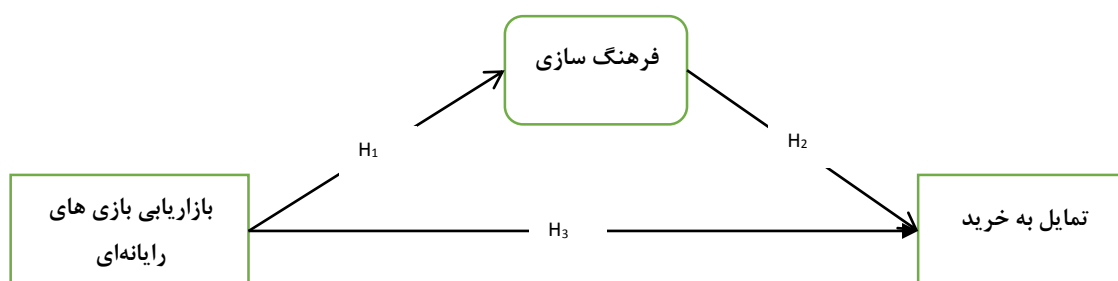 فرهنگ سازی
H₁
H₂
بازاریابی بازی های
رایانه‌ای
H₃
تمایل به خرید